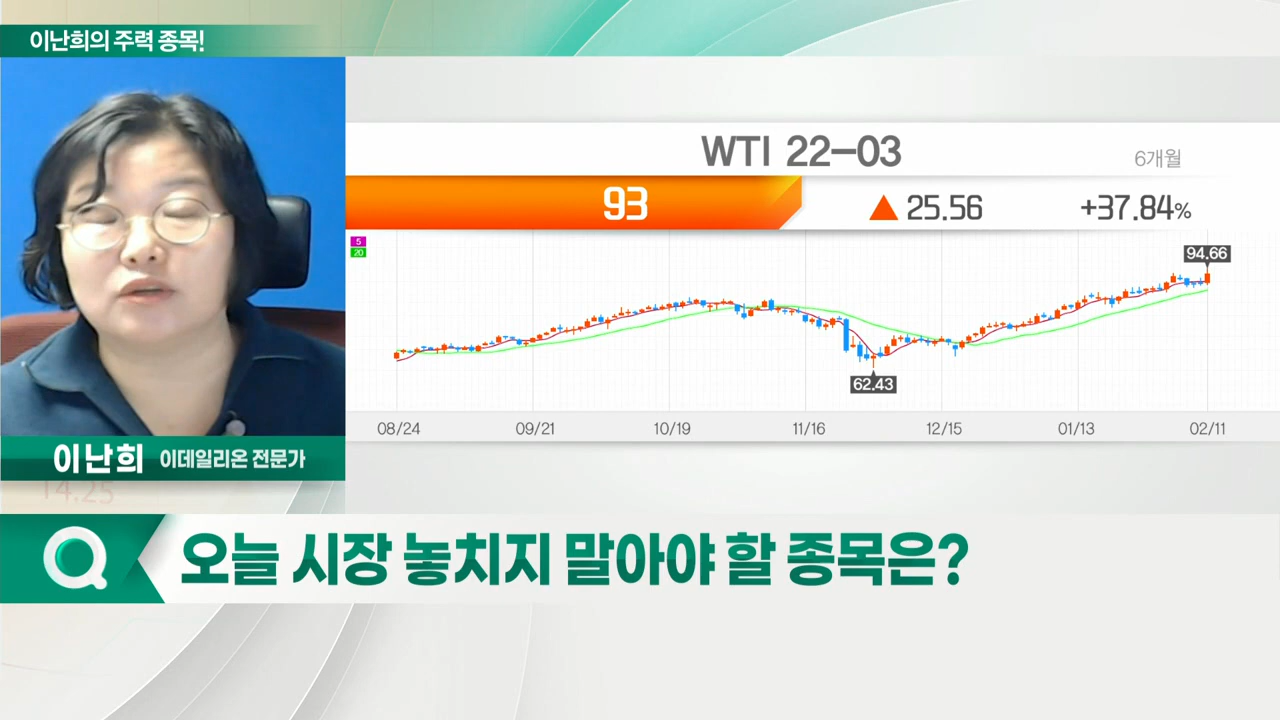 이난희의 주력 종목!
WTI 22-03
6개월
93 ▲ 25.56 +37.84%
5
20
94.66
62.43
08/24 09/21 10/19 11/16 12/15 01/13 02/11
이난희 이데일리온 전문가
14.25
오늘 시장 놓치지 말아야 할 종목은?